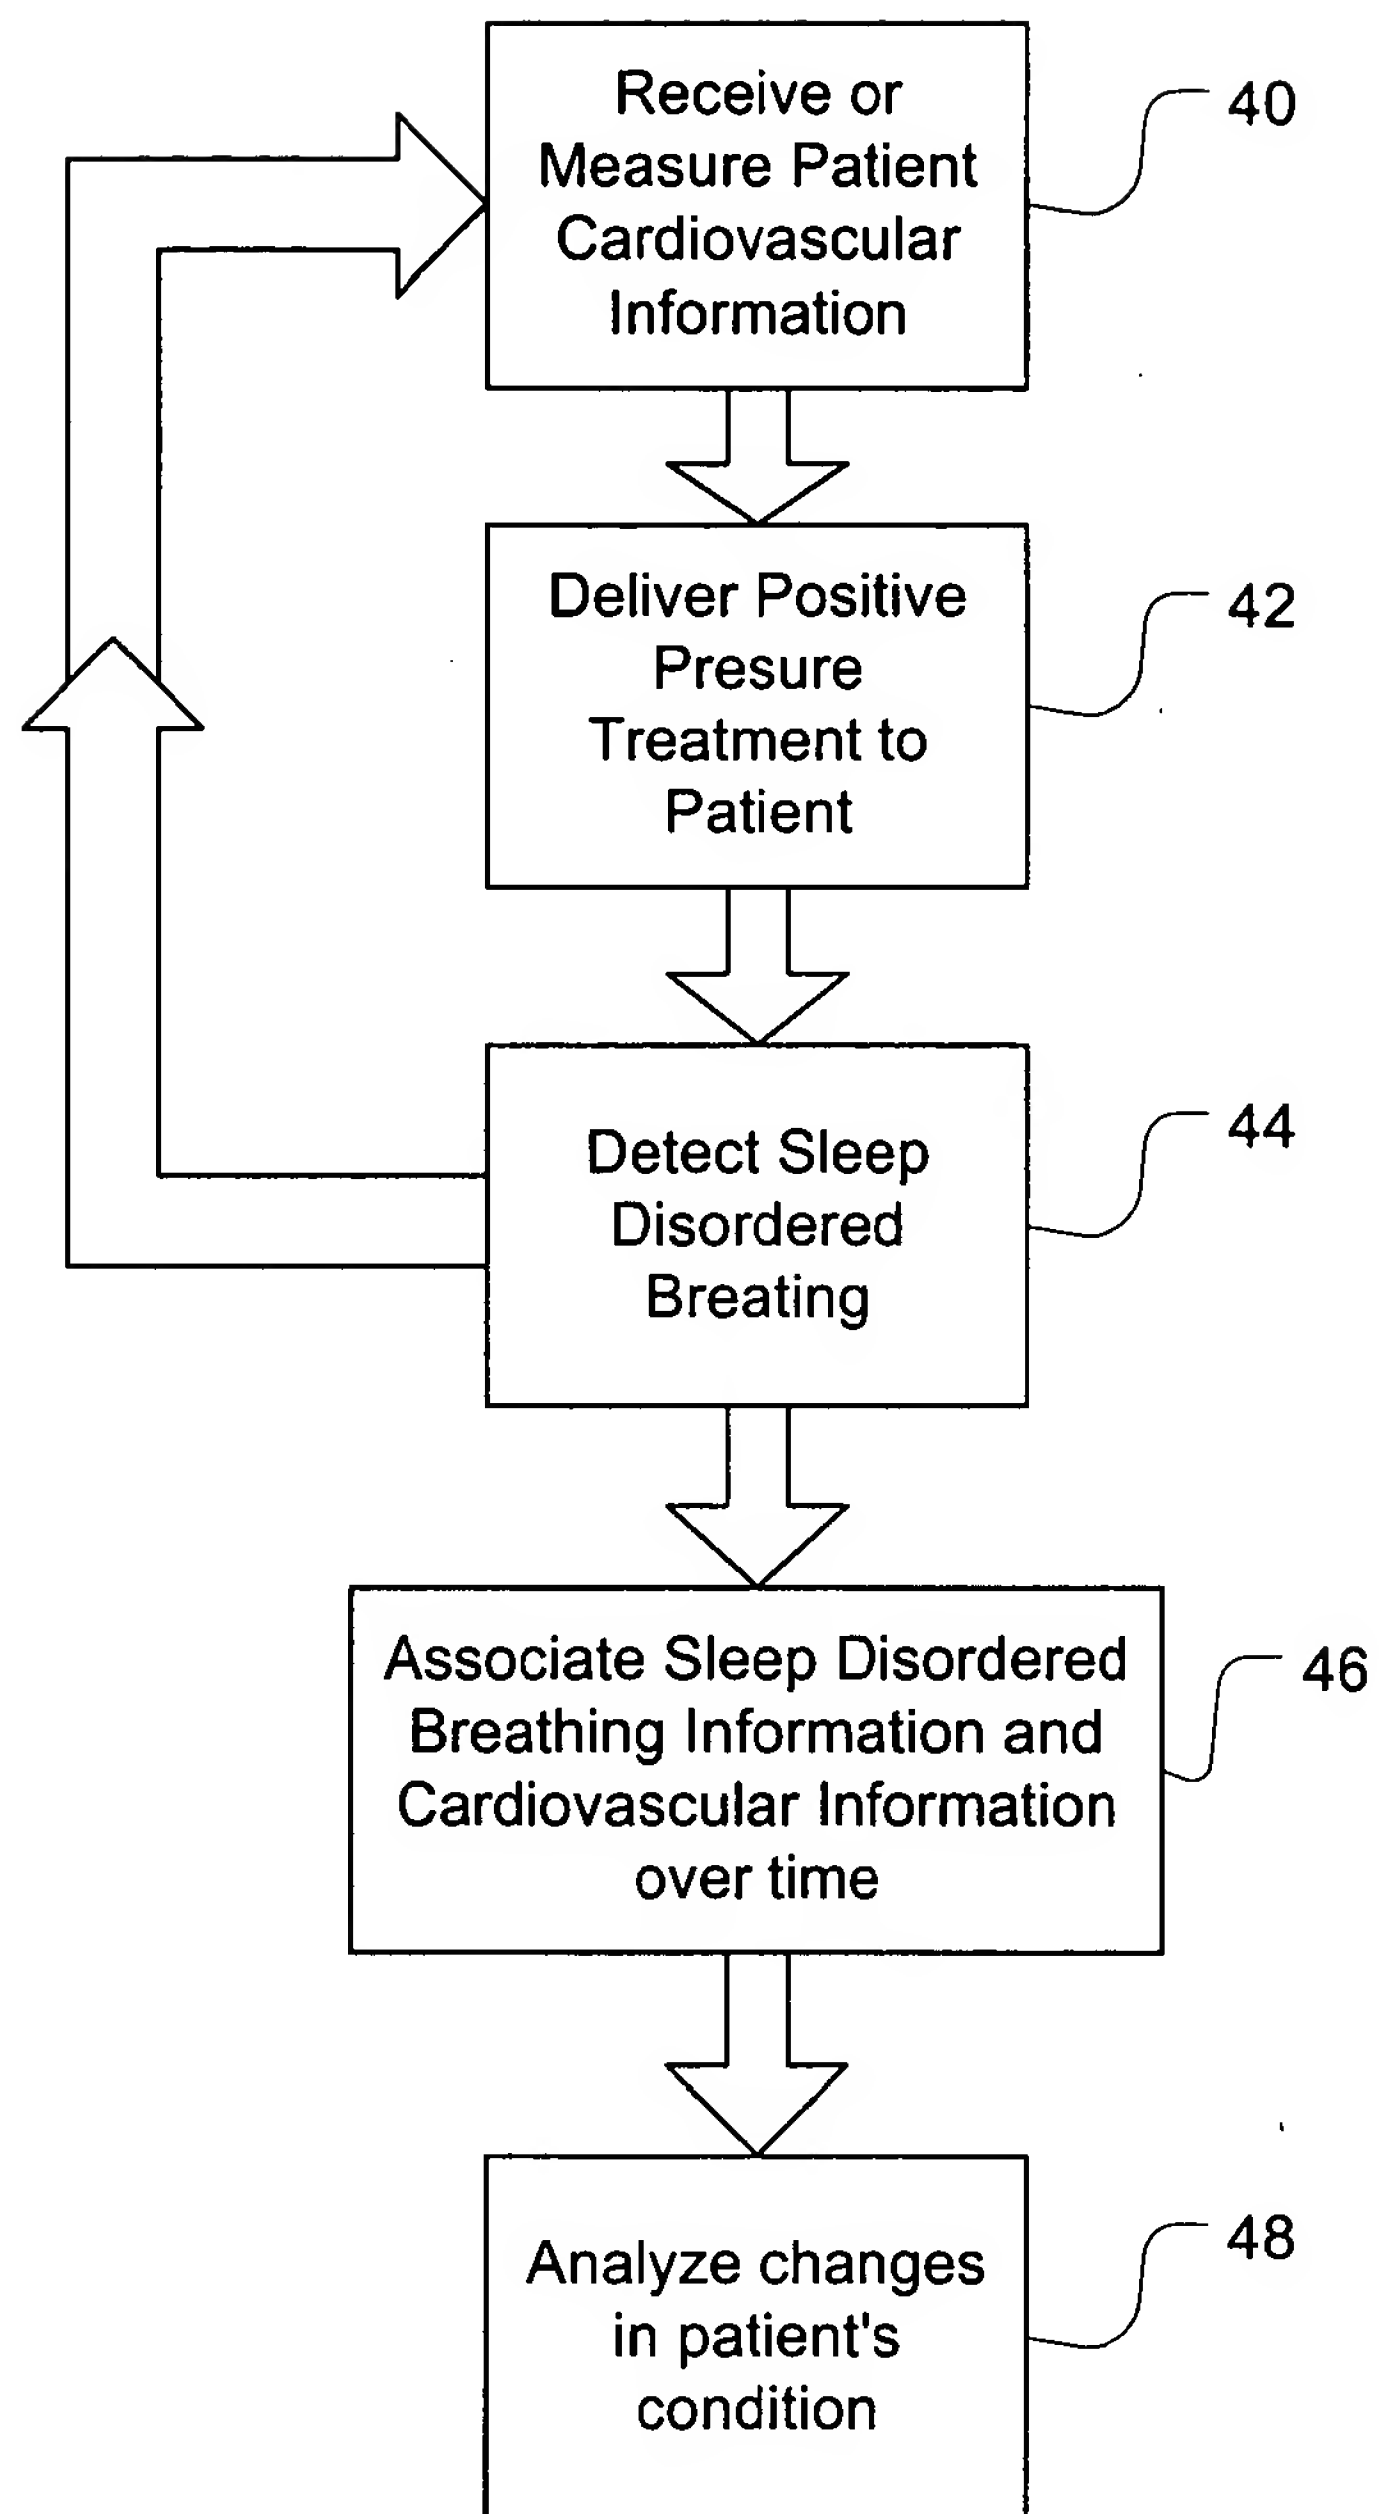 Receive or
Measure Patient
Cardiovascular
Information
40
Deliver Positive
Presure
Treatment to
Patient
42
Detect Sleep
Disordered
Breating
44
Associate Sleep Disordered
Breathing Information and
Cardiovascular Information
over time
46
Analyze changes
in patient's
condition
48